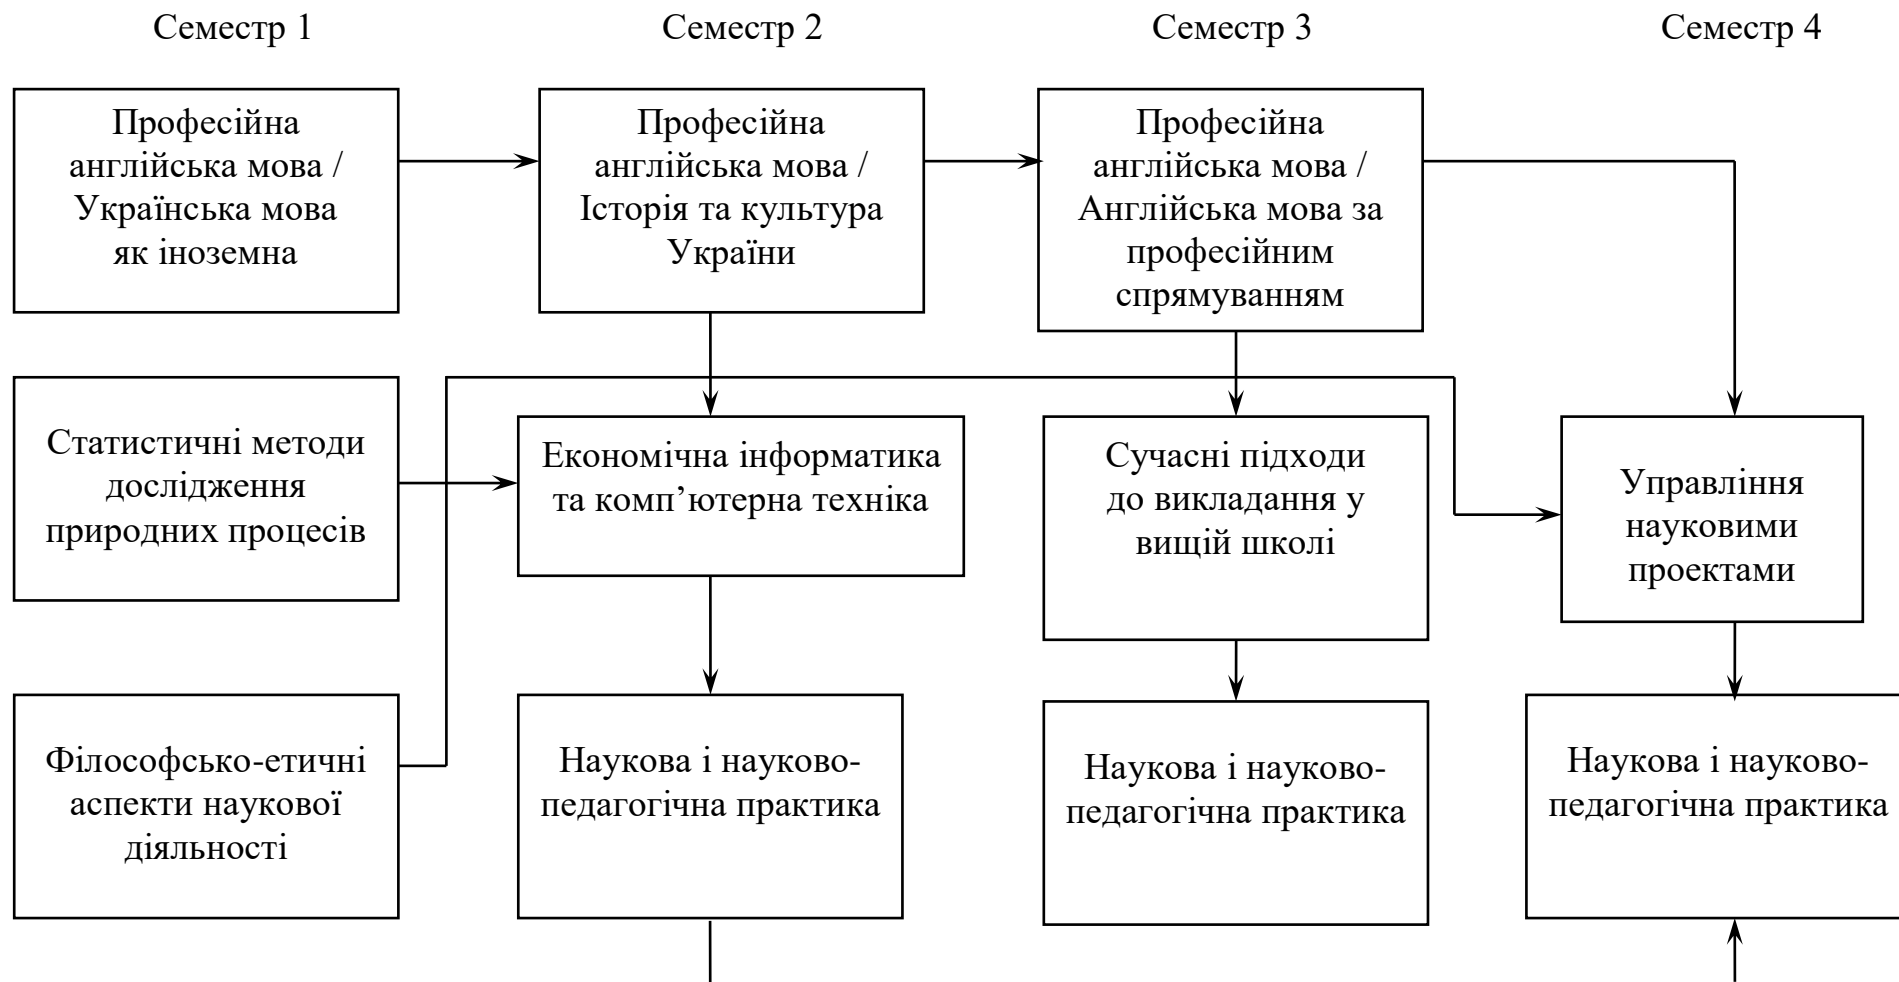 Семестр 1
Семестр 2
Семестр 3
Семестр 4
Професійна
англійська мова /
Українська мова
як іноземна
Професійна
англійська мова /
Історія та культура
України
Професійна
англійська мова /
Англійська мова за
професійним
спрямуванням
Статистичні методи
дослідження
природних процесів
Економічна інформатика
та комп’ютерна техніка
Сучасні підходи
до викладання у
вищій школі
Управління
науковими
проектами
Філософсько-етичні
аспекти наукової
діяльності
Наукова і науково-
педагогічна практика
Наукова і науково-
педагогічна практика
Наукова і науково-
педагогічна практика